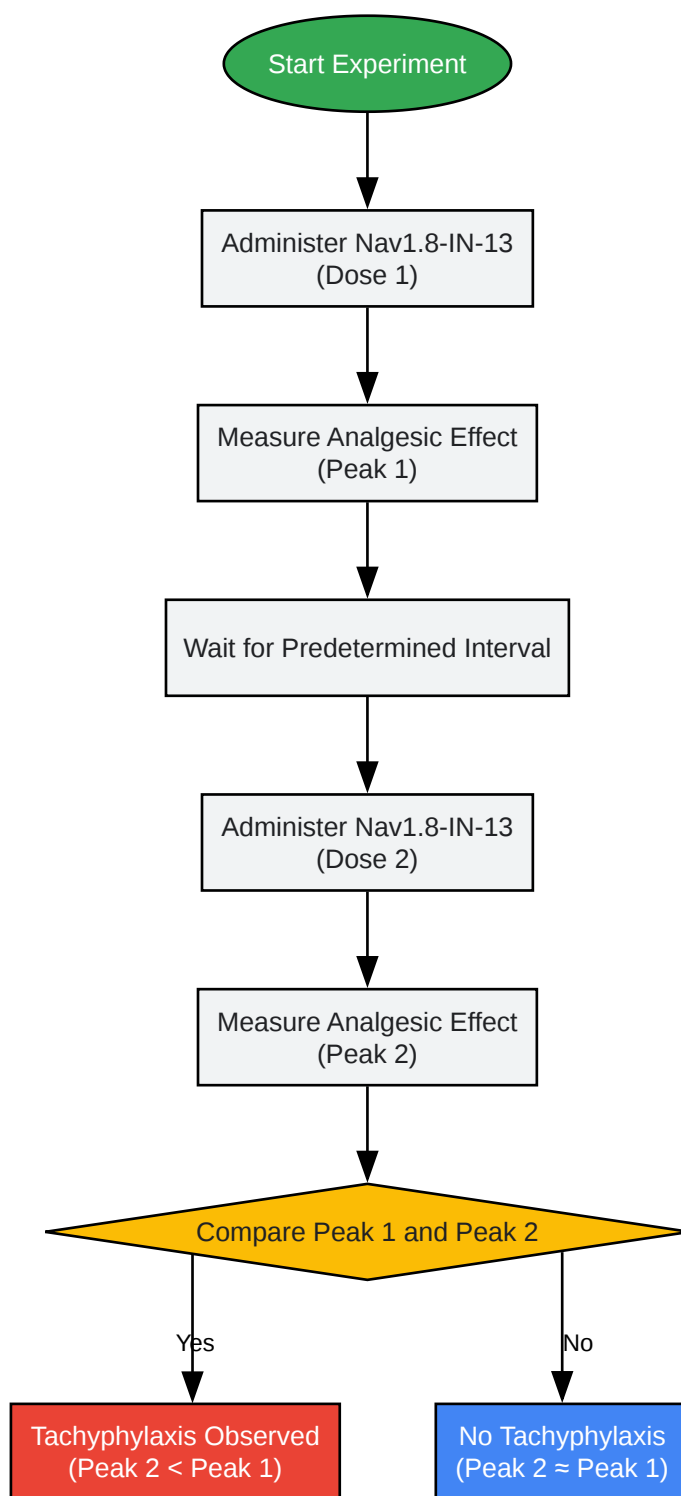 Start Experiment
Administer Nav1.8-IN-13
(Dose 1)
Measure Analgesic Effect
(Peak 1)
Wait for Predetermined Interval
Administer Nav1.8-IN-13
(Dose 2)
Measure Analgesic Effect
(Peak 2)
Compare Peak 1 and Peak 2
Yes
No
Tachyphylaxis Observed
(Peak 2 < Peak 1)
No Tachyphylaxis
(Peak 2 ≈ Peak 1)